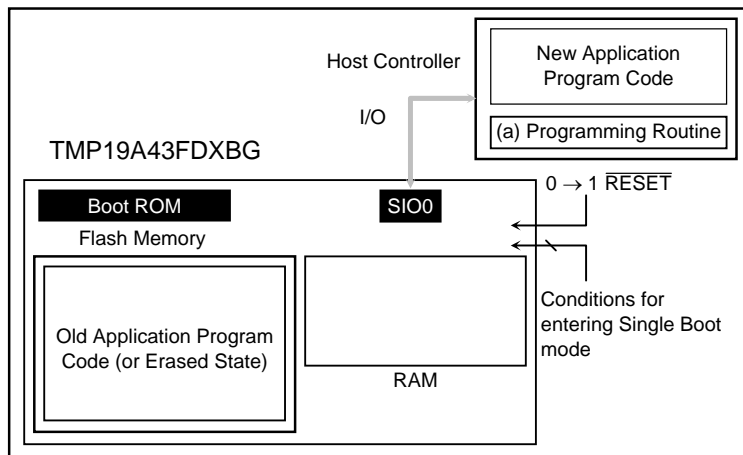 New Application
Program Code
Host Controller
I/O
(a) Programming Routine
TMP19A43FDXBG
0 → 1 RESET
Boot ROM
SIO0
Flash Memory
Old Application Program
Code (or Erased State)
Conditions for
entering Single Boot
mode
RAM